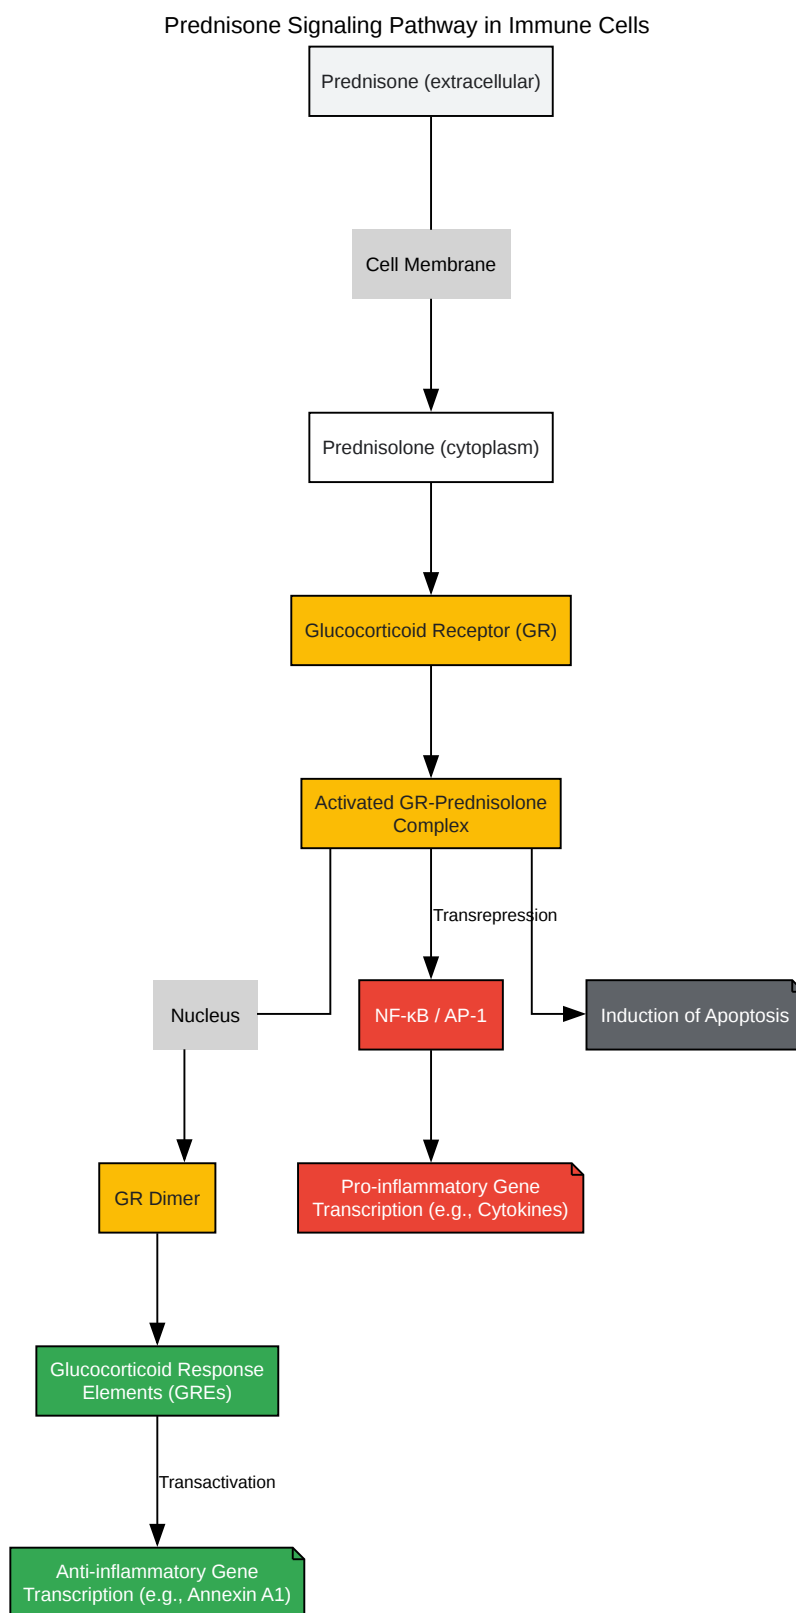 Prednisone Signaling Pathway in Immune Cells
Prednisone (extracellular)
Cell Membrane
Prednisolone (cytoplasm)
Glucocorticoid Receptor (GR)
Activated GR-Prednisolone
Complex
Transrepression
Nucleus
NF-κB / AP-1
Induction of Apoptosis
GR Dimer
Pro-inflammatory Gene
Transcription (e.g., Cytokines)
Glucocorticoid Response
Elements (GREs)
Transactivation
Anti-inflammatory Gene
Transcription (e.g., Annexin A1)